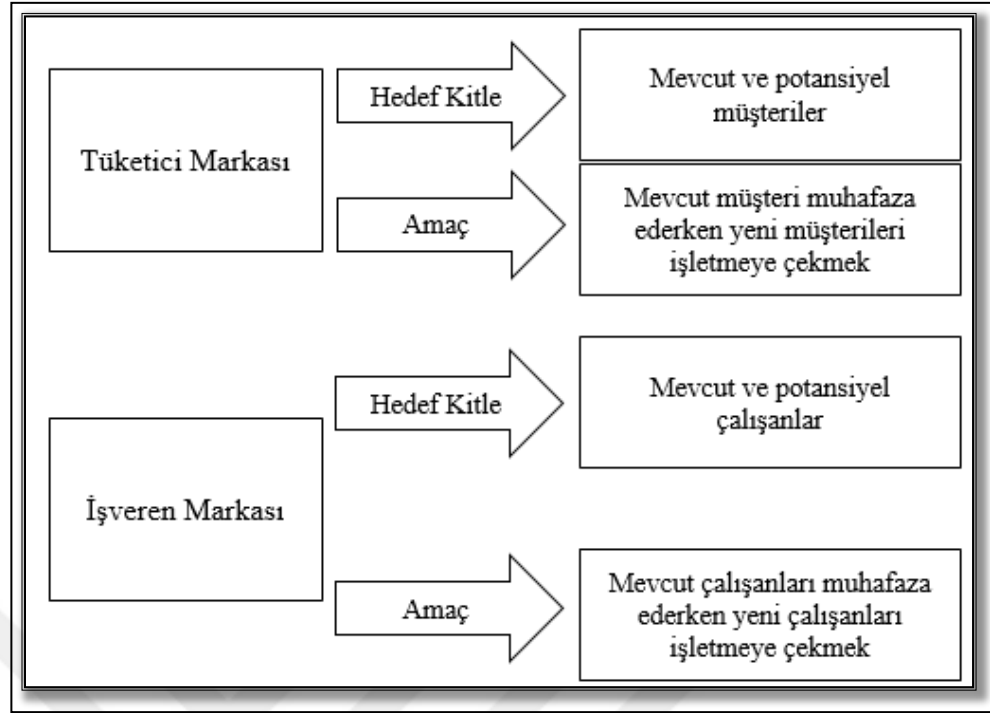 Tüketici Markası
Hedef Kitle
Mevcut ve potansiyel
müşteriler
Amaç
Mevcut müşteri muhafaza
ederken yeni müşterileri
işletmeye çekmek
İşveren Markası
Hedef Kitle
Mevcut ve potansiyel
çalışanlar
Amaç
Mevcut çalışanları muhafaza
ederken yeni çalışanları
işletmeye çekmek